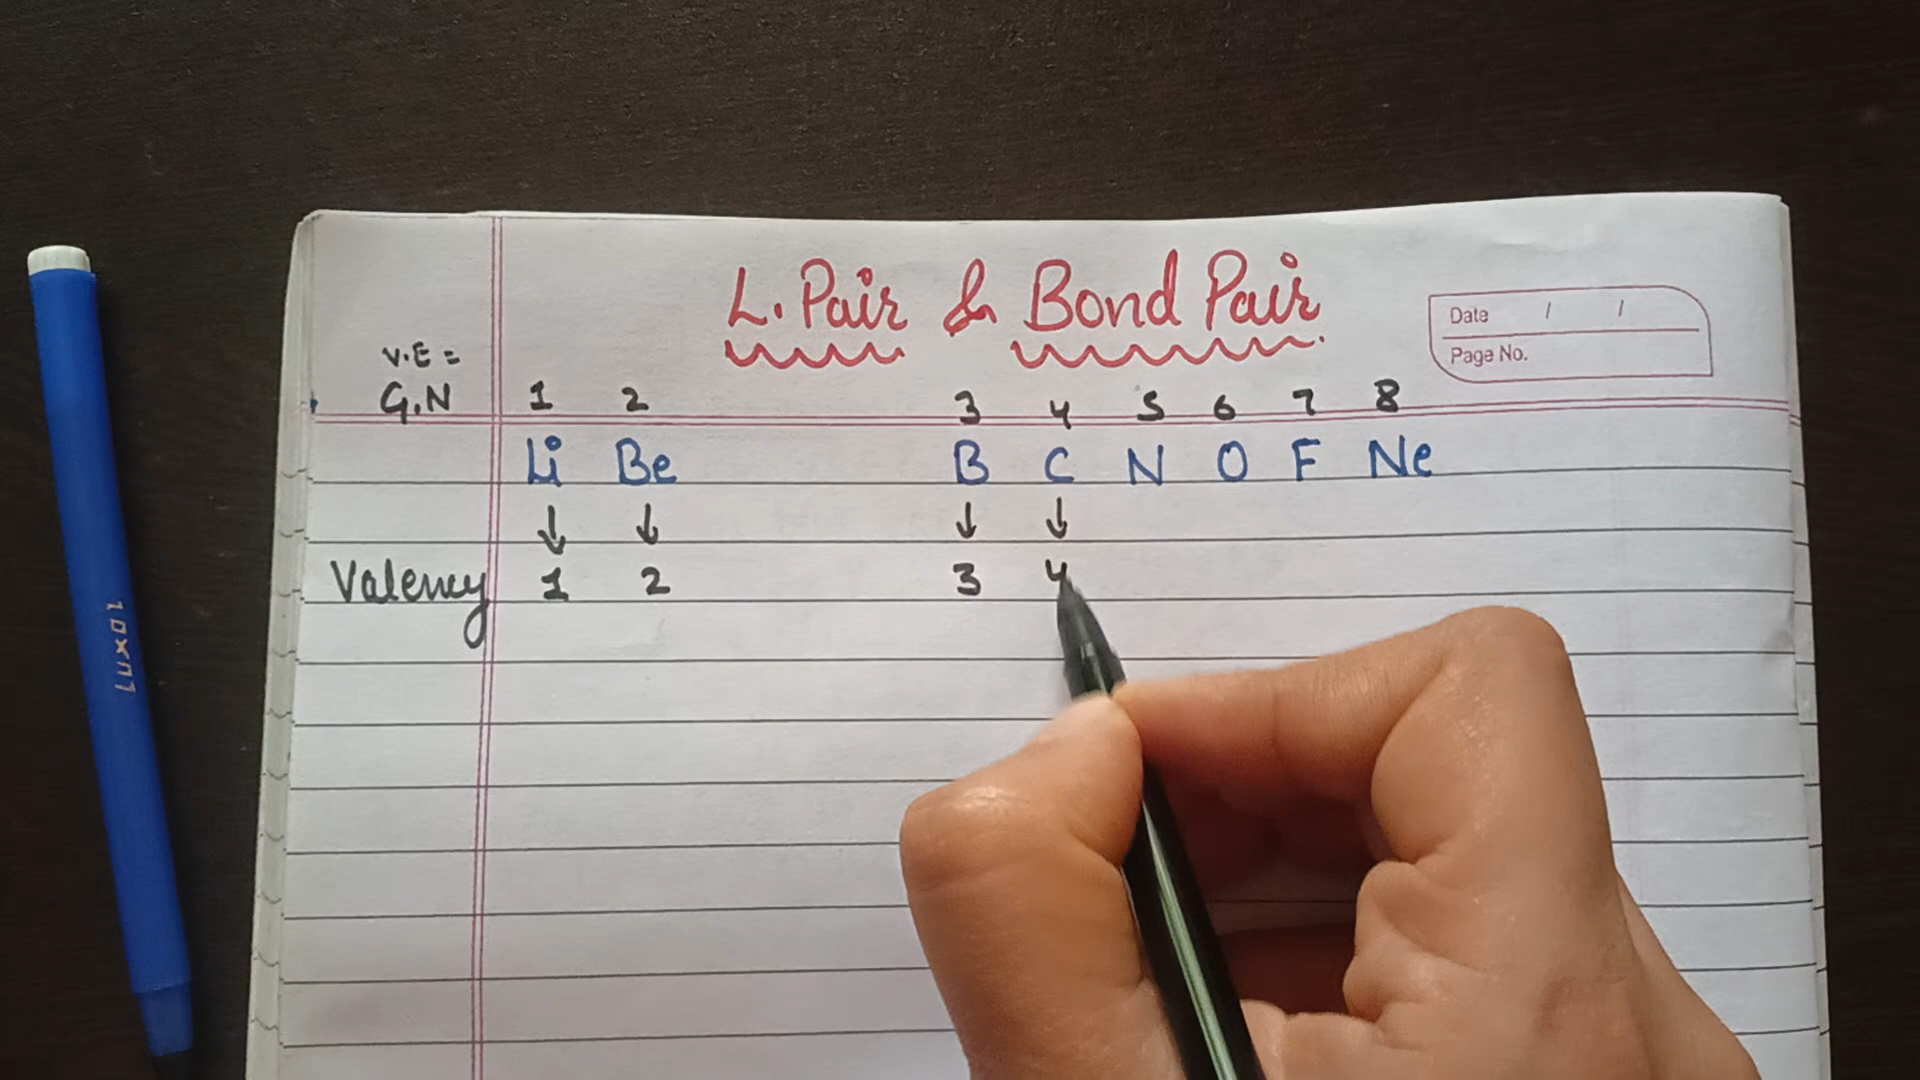 L. Pair & Bond Pair
Date / /
Page No.
V.E =
G.N 1 2 3 4 5 6 7 8
Li Be B C N O F Ne
↓ ↓ ↓ ↓
Valency 1 2 3 4
LUXOR